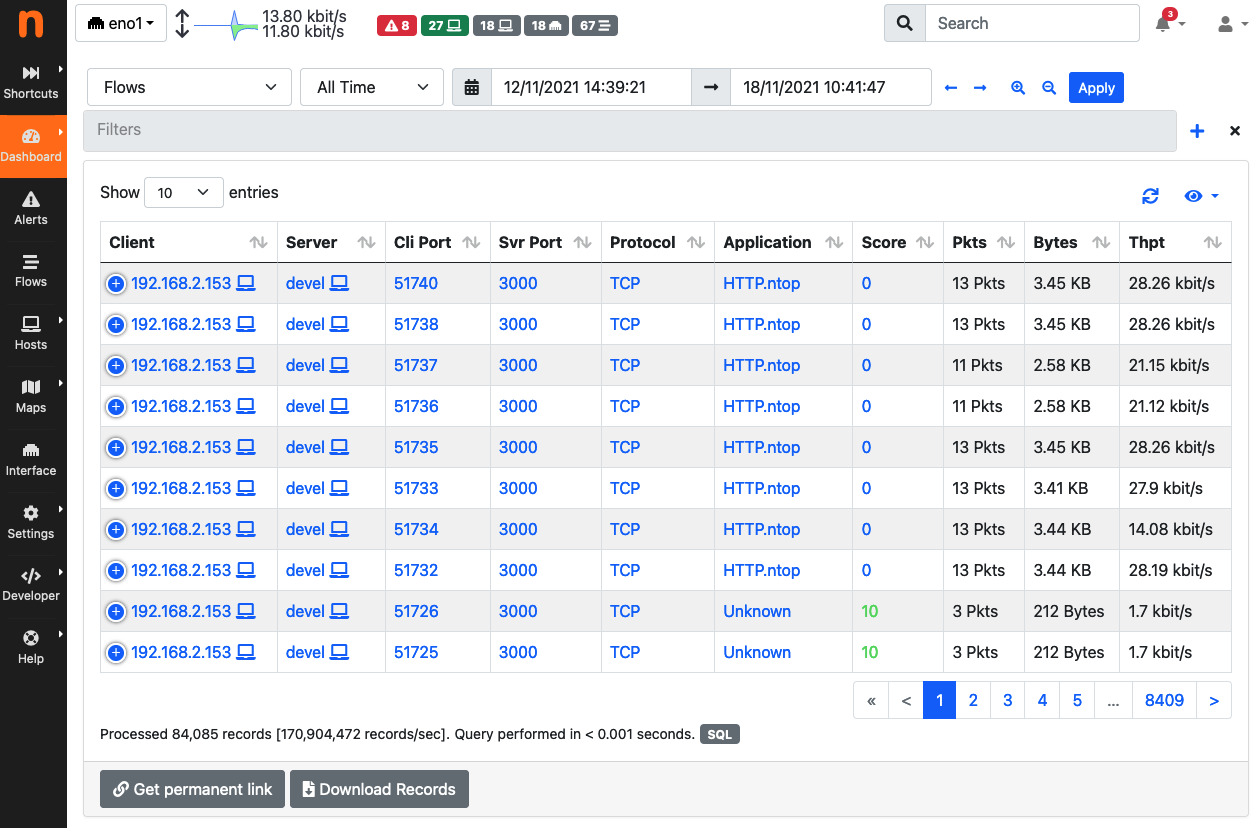 n
eno1
13.80 kbit/s
11.80 kbit/s
8
27
18
18
67
Search
3
Shortcuts
Dashboard
Alerts
Flows
Hosts
Maps
Interface
Settings
Developer
Help
Flows
All Time
12/11/2021 14:39:21
18/11/2021 10:41:47
Apply
Filters
Show 10 entries
Client Server Cli Port Svr Port Protocol Application Score Pkts Bytes Thpt
192.168.2.153 devel 51740 3000 TCP HTTP.ntop 0 13 Pkts 3.45 KB 28.26 kbit/s
192.168.2.153 devel 51738 3000 TCP HTTP.ntop 0 13 Pkts 3.45 KB 28.26 kbit/s
192.168.2.153 devel 51737 3000 TCP HTTP.ntop 0 11 Pkts 2.58 KB 21.15 kbit/s
192.168.2.153 devel 51736 3000 TCP HTTP.ntop 0 11 Pkts 2.58 KB 21.12 kbit/s
192.168.2.153 devel 51735 3000 TCP HTTP.ntop 0 13 Pkts 3.45 KB 28.26 kbit/s
192.168.2.153 devel 51733 3000 TCP HTTP.ntop 0 13 Pkts 3.41 KB 27.9 kbit/s
192.168.2.153 devel 51734 3000 TCP HTTP.ntop 0 13 Pkts 3.44 KB 14.08 kbit/s
192.168.2.153 devel 51732 3000 TCP HTTP.ntop 0 13 Pkts 3.44 KB 28.19 kbit/s
192.168.2.153 devel 51726 3000 TCP Unknown 10 3 Pkts 212 Bytes 1.7 kbit/s
192.168.2.153 devel 51725 3000 TCP Unknown 10 3 Pkts 212 Bytes 1.7 kbit/s
« < 1 2 3 4 5 ... 8409 >
Processed 84,085 records [170,904,472 records/sec]. Query performed in < 0.001 seconds. SQL
Get permanent link
Download Records